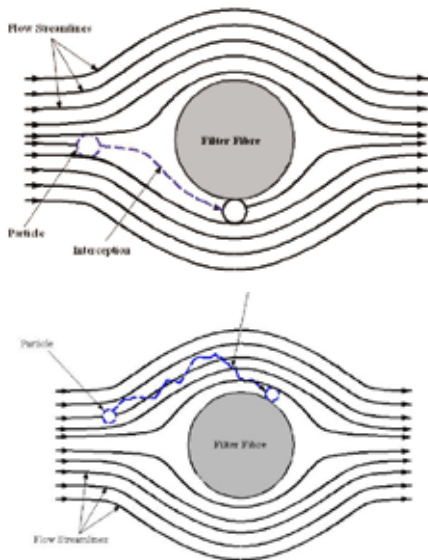 Flow Streamlines
Filter Fibre
Particle
Interception
Particle
Filter Fibre
Flow Streamlines